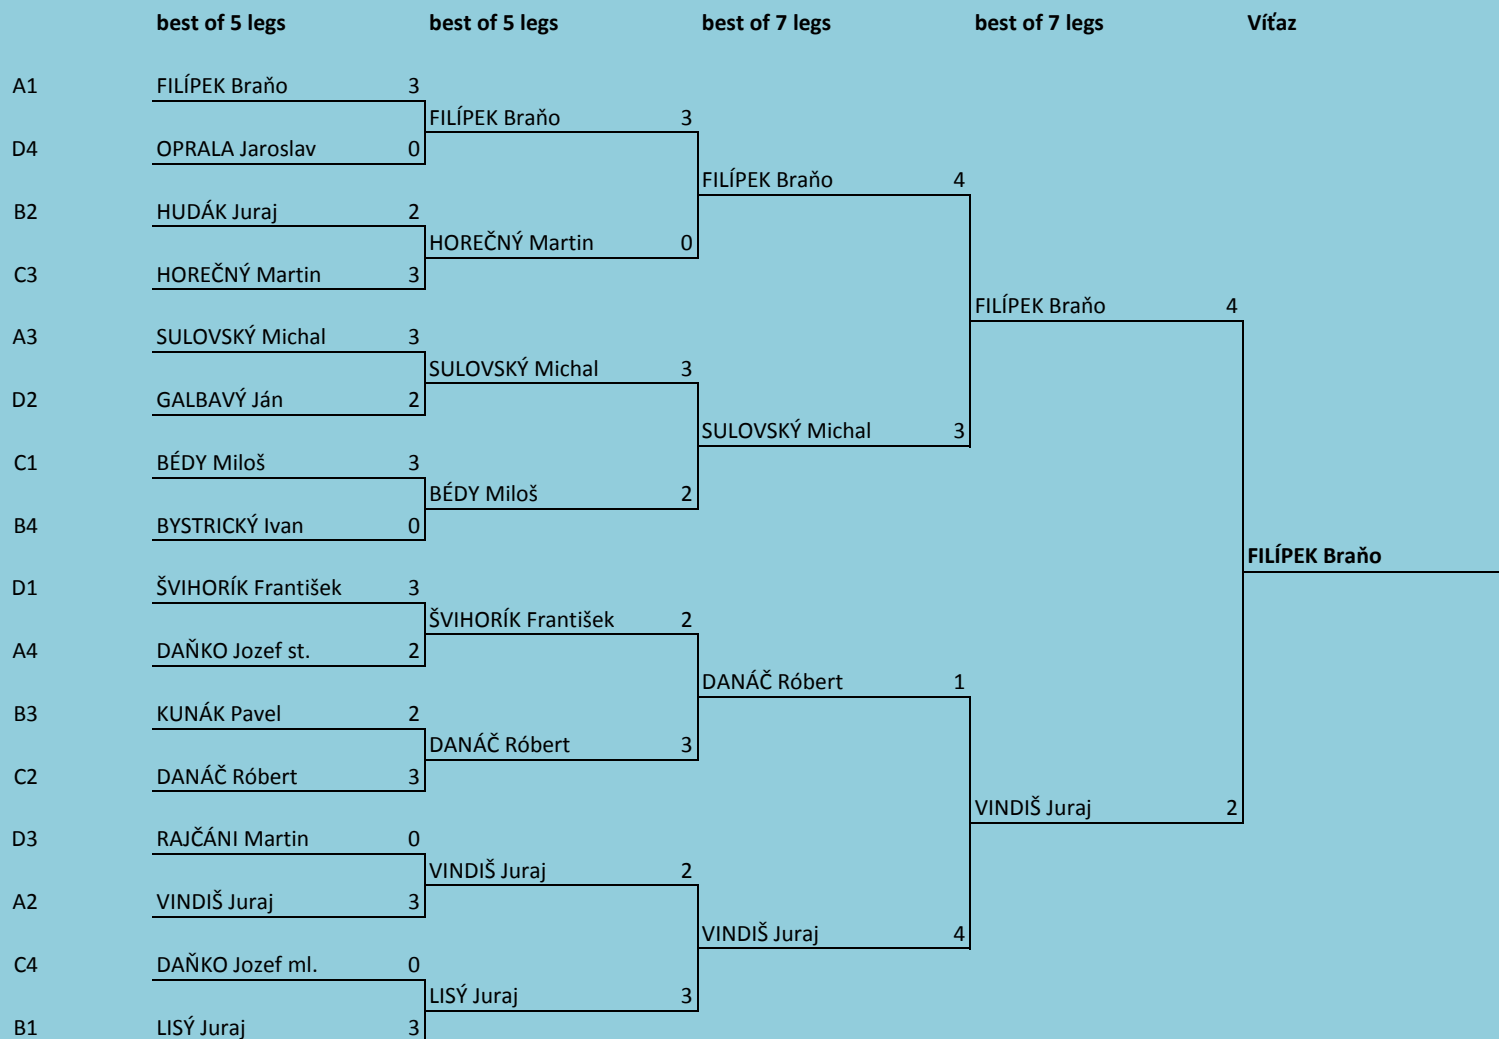 best of 5 legs best of 5 legs best of 7 legs best of 7 legs Víťaz
A1 FILÍPEK Braňo 3
FILÍPEK Braňo 3
D4 OPRALA Jaroslav 0
FILÍPEK Braňo 4
B2 HUDÁK Juraj 2
HOREČNÝ Martin 0
C3 HOREČNÝ Martin 3
FILÍPEK Braňo 4
A3 SULOVSKÝ Michal 3
SULOVSKÝ Michal 3
D2 GALBAVÝ Ján 2
SULOVSKÝ Michal 3
C1 BÉDY Miloš 3
BÉDY Miloš 2
B4 BYSTRICKÝ Ivan 0
FILÍPEK Braňo
D1 ŠVIHORÍK František 3
ŠVIHORÍK František 2
A4 DAŇKO Jozef st. 2
DANÁČ Róbert 1
B3 KUNÁK Pavel 2
DANÁČ Róbert 3
C2 DANÁČ Róbert 3
VINDIŠ Juraj 2
D3 RAJČÁNI Martin 0
VINDIŠ Juraj 2
A2 VINDIŠ Juraj 3
VINDIŠ Juraj 4
C4 DAŇKO Jozef ml. 0
LISÝ Juraj 3
B1 LISÝ Juraj 3